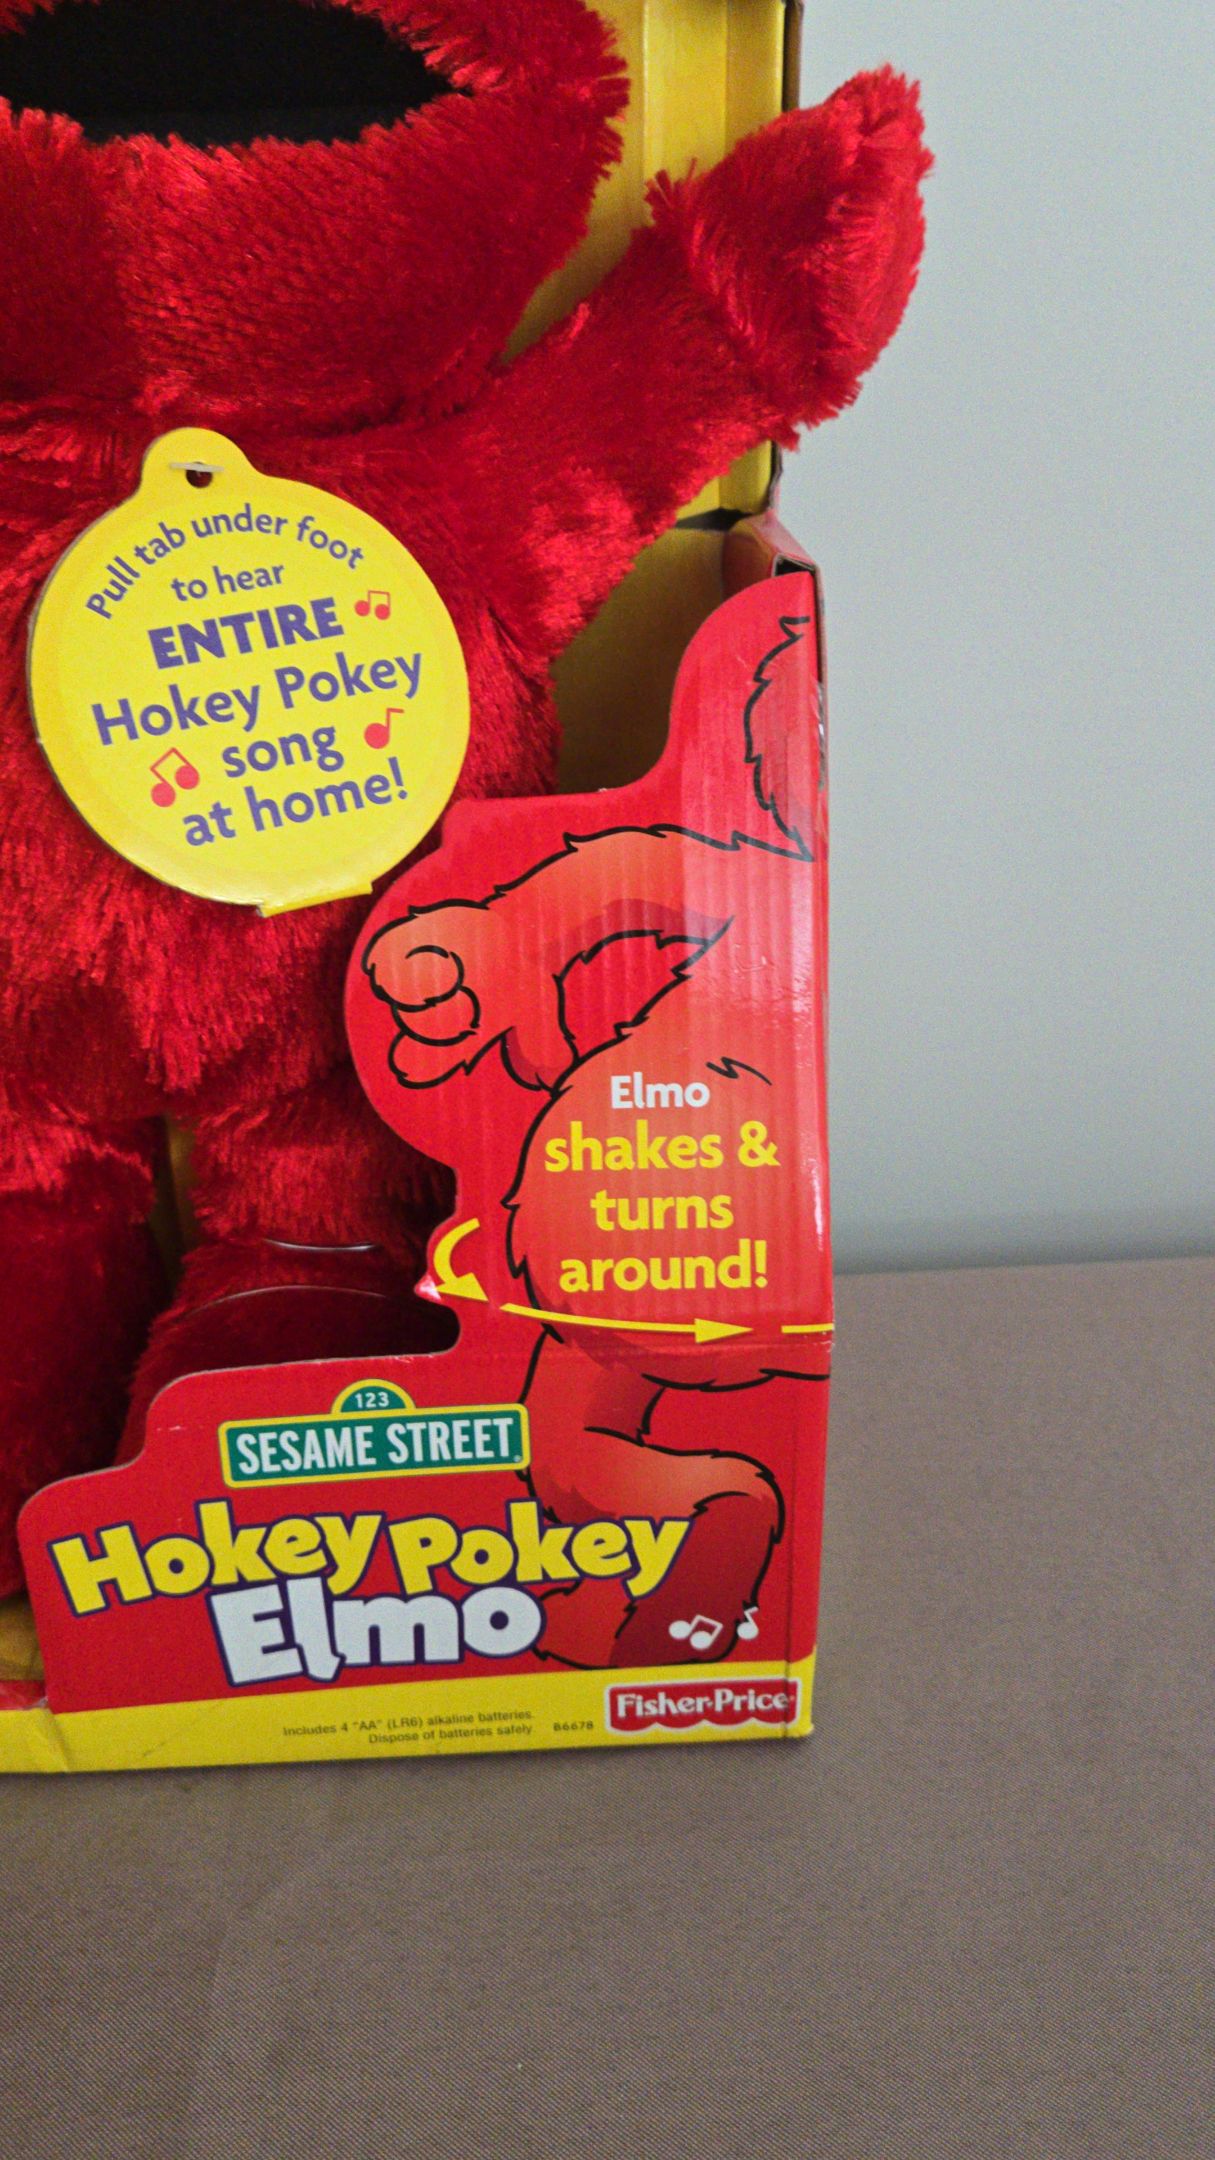 Pull tab under foot
to hear
ENTIRE
Hokey Pokey
song
at home!
Elmo
shakes &
turns
around!
123
SESAME STREET
Hokey Pokey
Elmo
Fisher-Price
Includes 4 "AA" (LR6) alkaline batteries.
Dispose of batteries safely
B6678